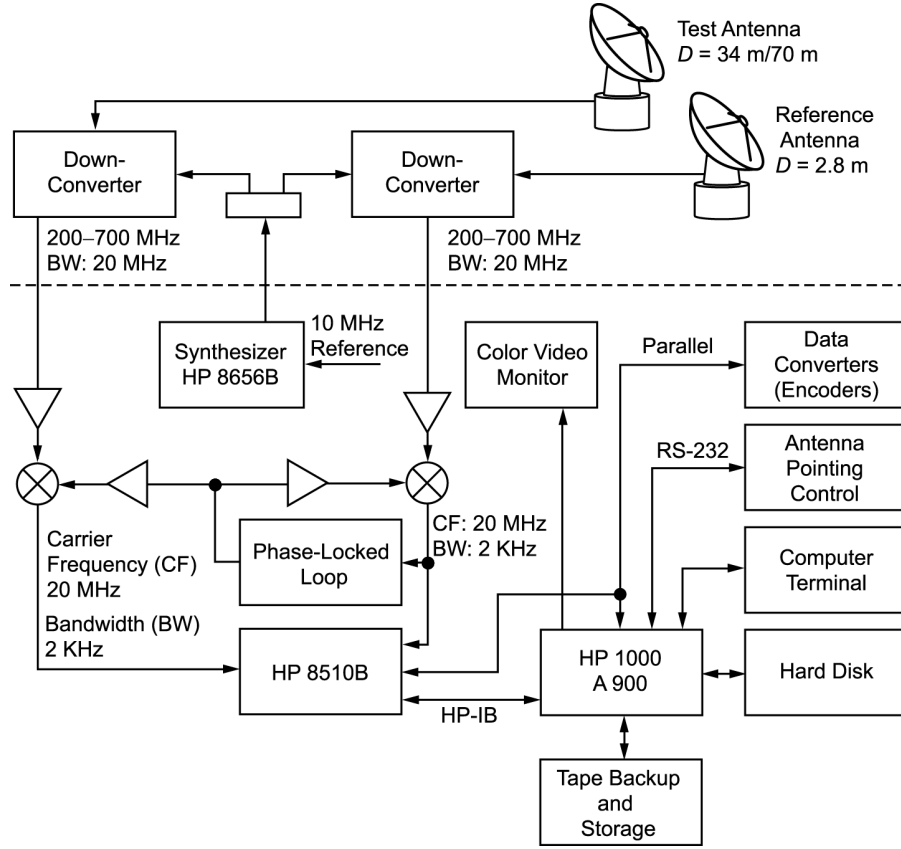 Test Antenna
D = 34 m/70 m
Reference
Antenna
D = 2.8 m
Down-
Converter
Down-
Converter
200–700 MHz
BW: 20 MHz
200–700 MHz
BW: 20 MHz
Synthesizer
HP 8656B
10 MHz
Reference
Color Video
Monitor
Parallel
Data
Converters
(Encoders)
RS-232
Antenna
Pointing
Control
CF: 20 MHz
BW: 2 KHz
Phase-Locked
Loop
Carrier
Frequency (CF)
20 MHz
Bandwidth (BW)
2 KHz
Computer
Terminal
HP 8510B
HP-IB
HP 1000
A 900
Hard Disk
Tape Backup
and
Storage